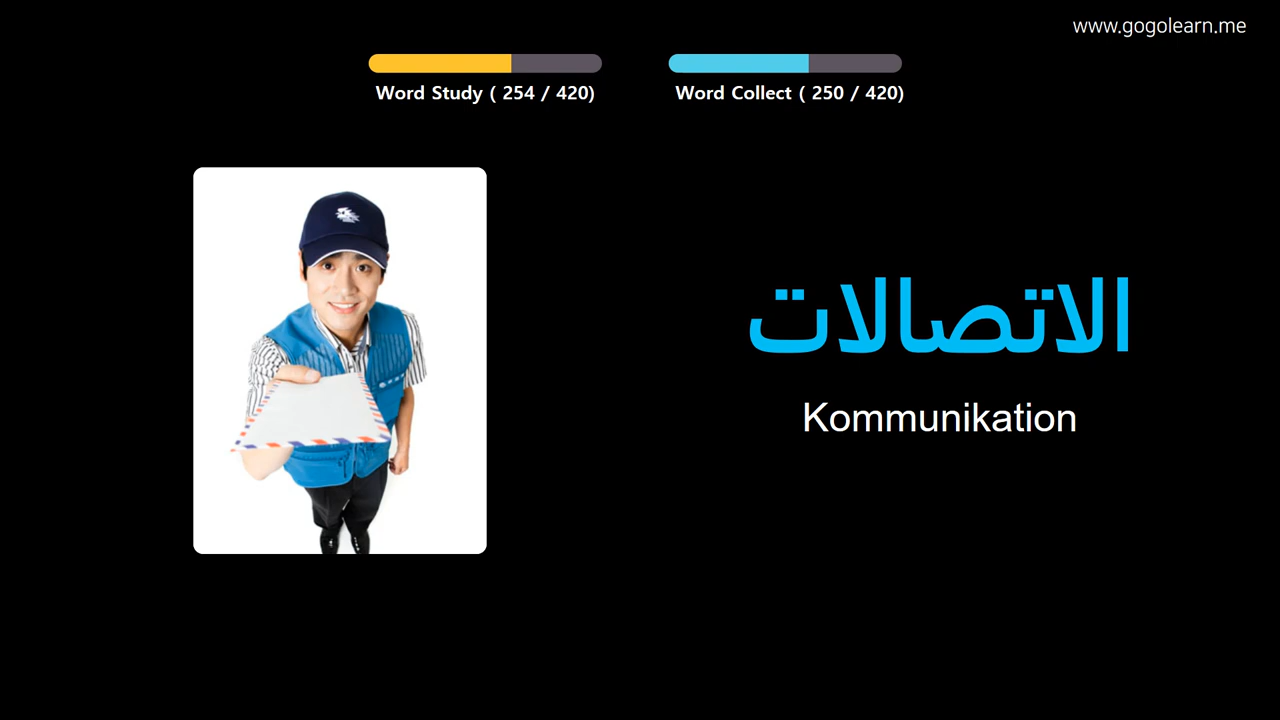 www.gogolearn.me
Word Study ( 254 / 420)
Word Collect ( 250 / 420)
الاتصالات
Kommunikation